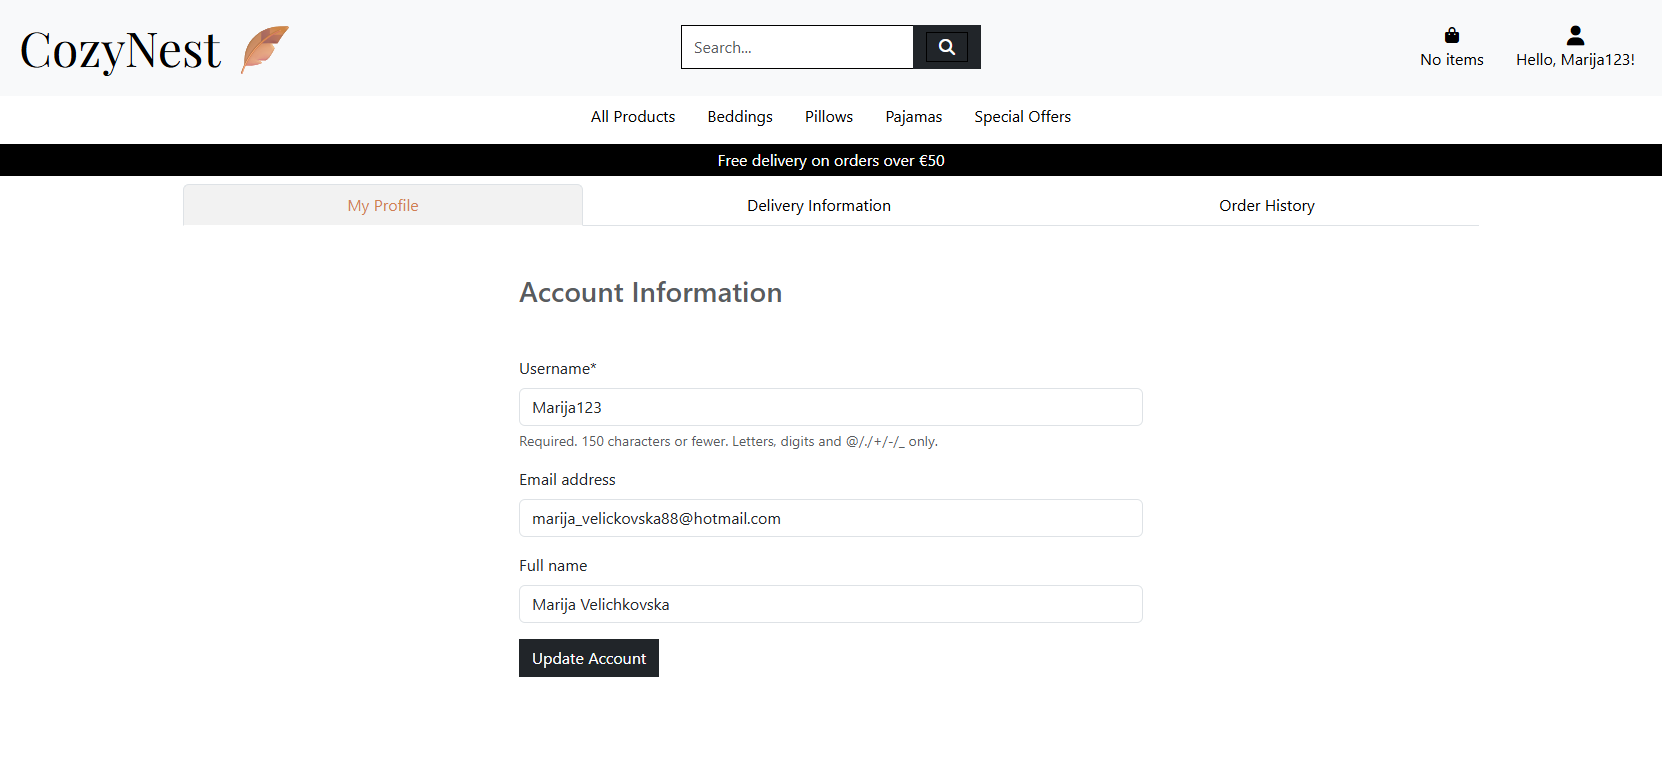 CozyNest
Search...
No items
Hello, Marija123!
All Products Beddings Pillows Pajamas Special Offers
Free delivery on orders over €50
My Profile Delivery Information Order History
Account Information
Username*
Marija123
Required. 150 characters or fewer. Letters, digits and @/./+/-/_ only.
Email address
marija_velickovska88@hotmail.com
Full name
Marija Velichkovska
Update Account